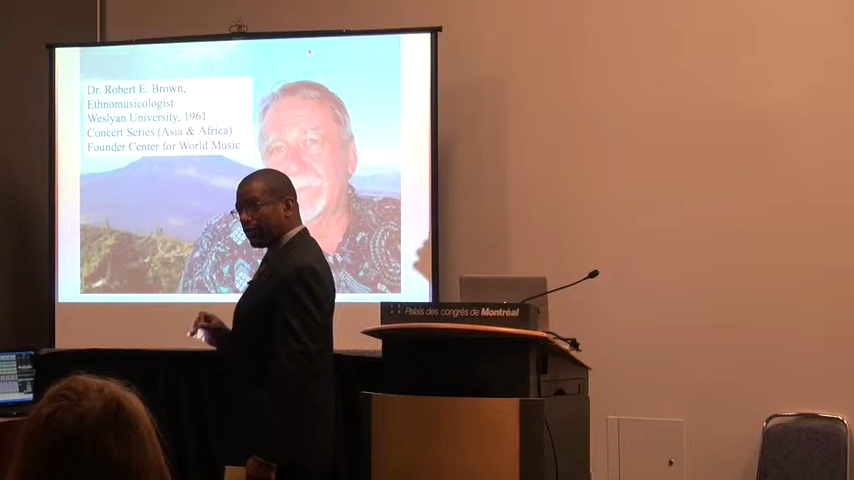 Dr. Robert E. Brown,
Ethnomusicologist
Weslyan University, 1961
Concert Series (Asia & Africa)
Founder Center for World Music
Palais des congrès de Montréal